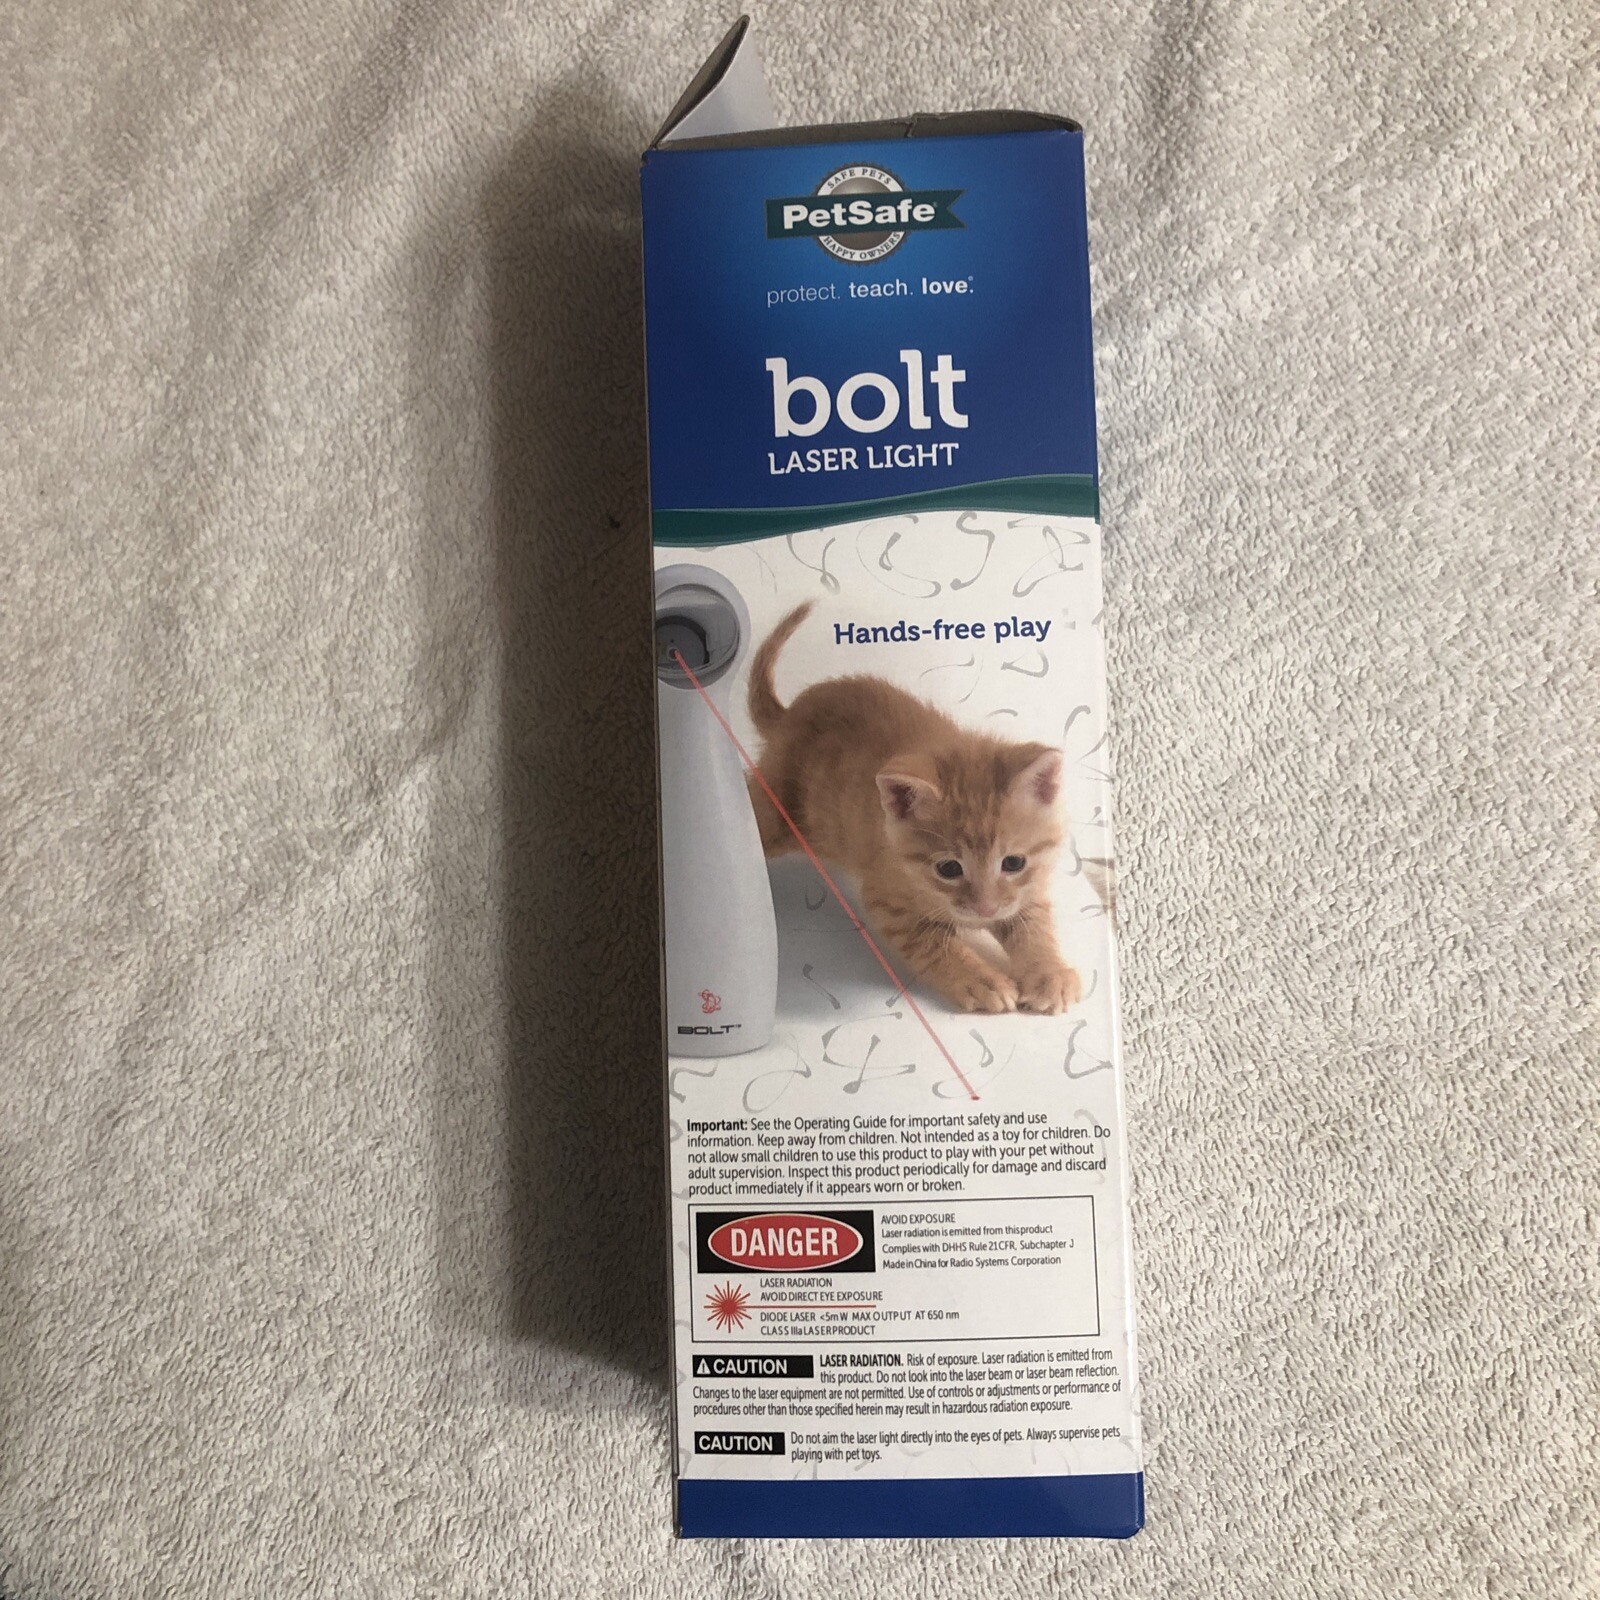 SAFE PETS
PetSafe®
HAPPY OWNERS
protect. teach. love.®
bolt
LASER LIGHT
Hands-free play
BOLT™
Important: See the Operating Guide for important safety and use
information. Keep away from children. Not intended as a toy for children. Do
not allow small children to use this product to play with your pet without
adult supervision. Inspect this product periodically for damage and discard
product immediately if it appears worn or broken.
DANGER
AVOID EXPOSURE
Laser radiation is emitted from this product
Complies with DHHS Rule 21 CFR, Subchapter J
Made in China for Radio Systems Corporation
LASER RADIATION
AVOID DIRECT EYE EXPOSURE
DIODE LASER <5mW MAX OUTPUT AT 650 nm
CLASS IIIa LASER PRODUCT
CAUTION LASER RADIATION. Risk of exposure. Laser radiation is emitted from
this product. Do not look into the laser beam or laser beam reflection.
Changes to the laser equipment are not permitted. Use of controls or adjustments or performance of
procedures other than those specified herein may result in hazardous radiation exposure.
CAUTION Do not aim the laser light directly into the eyes of pets. Always supervise pets
playing with pet toys.